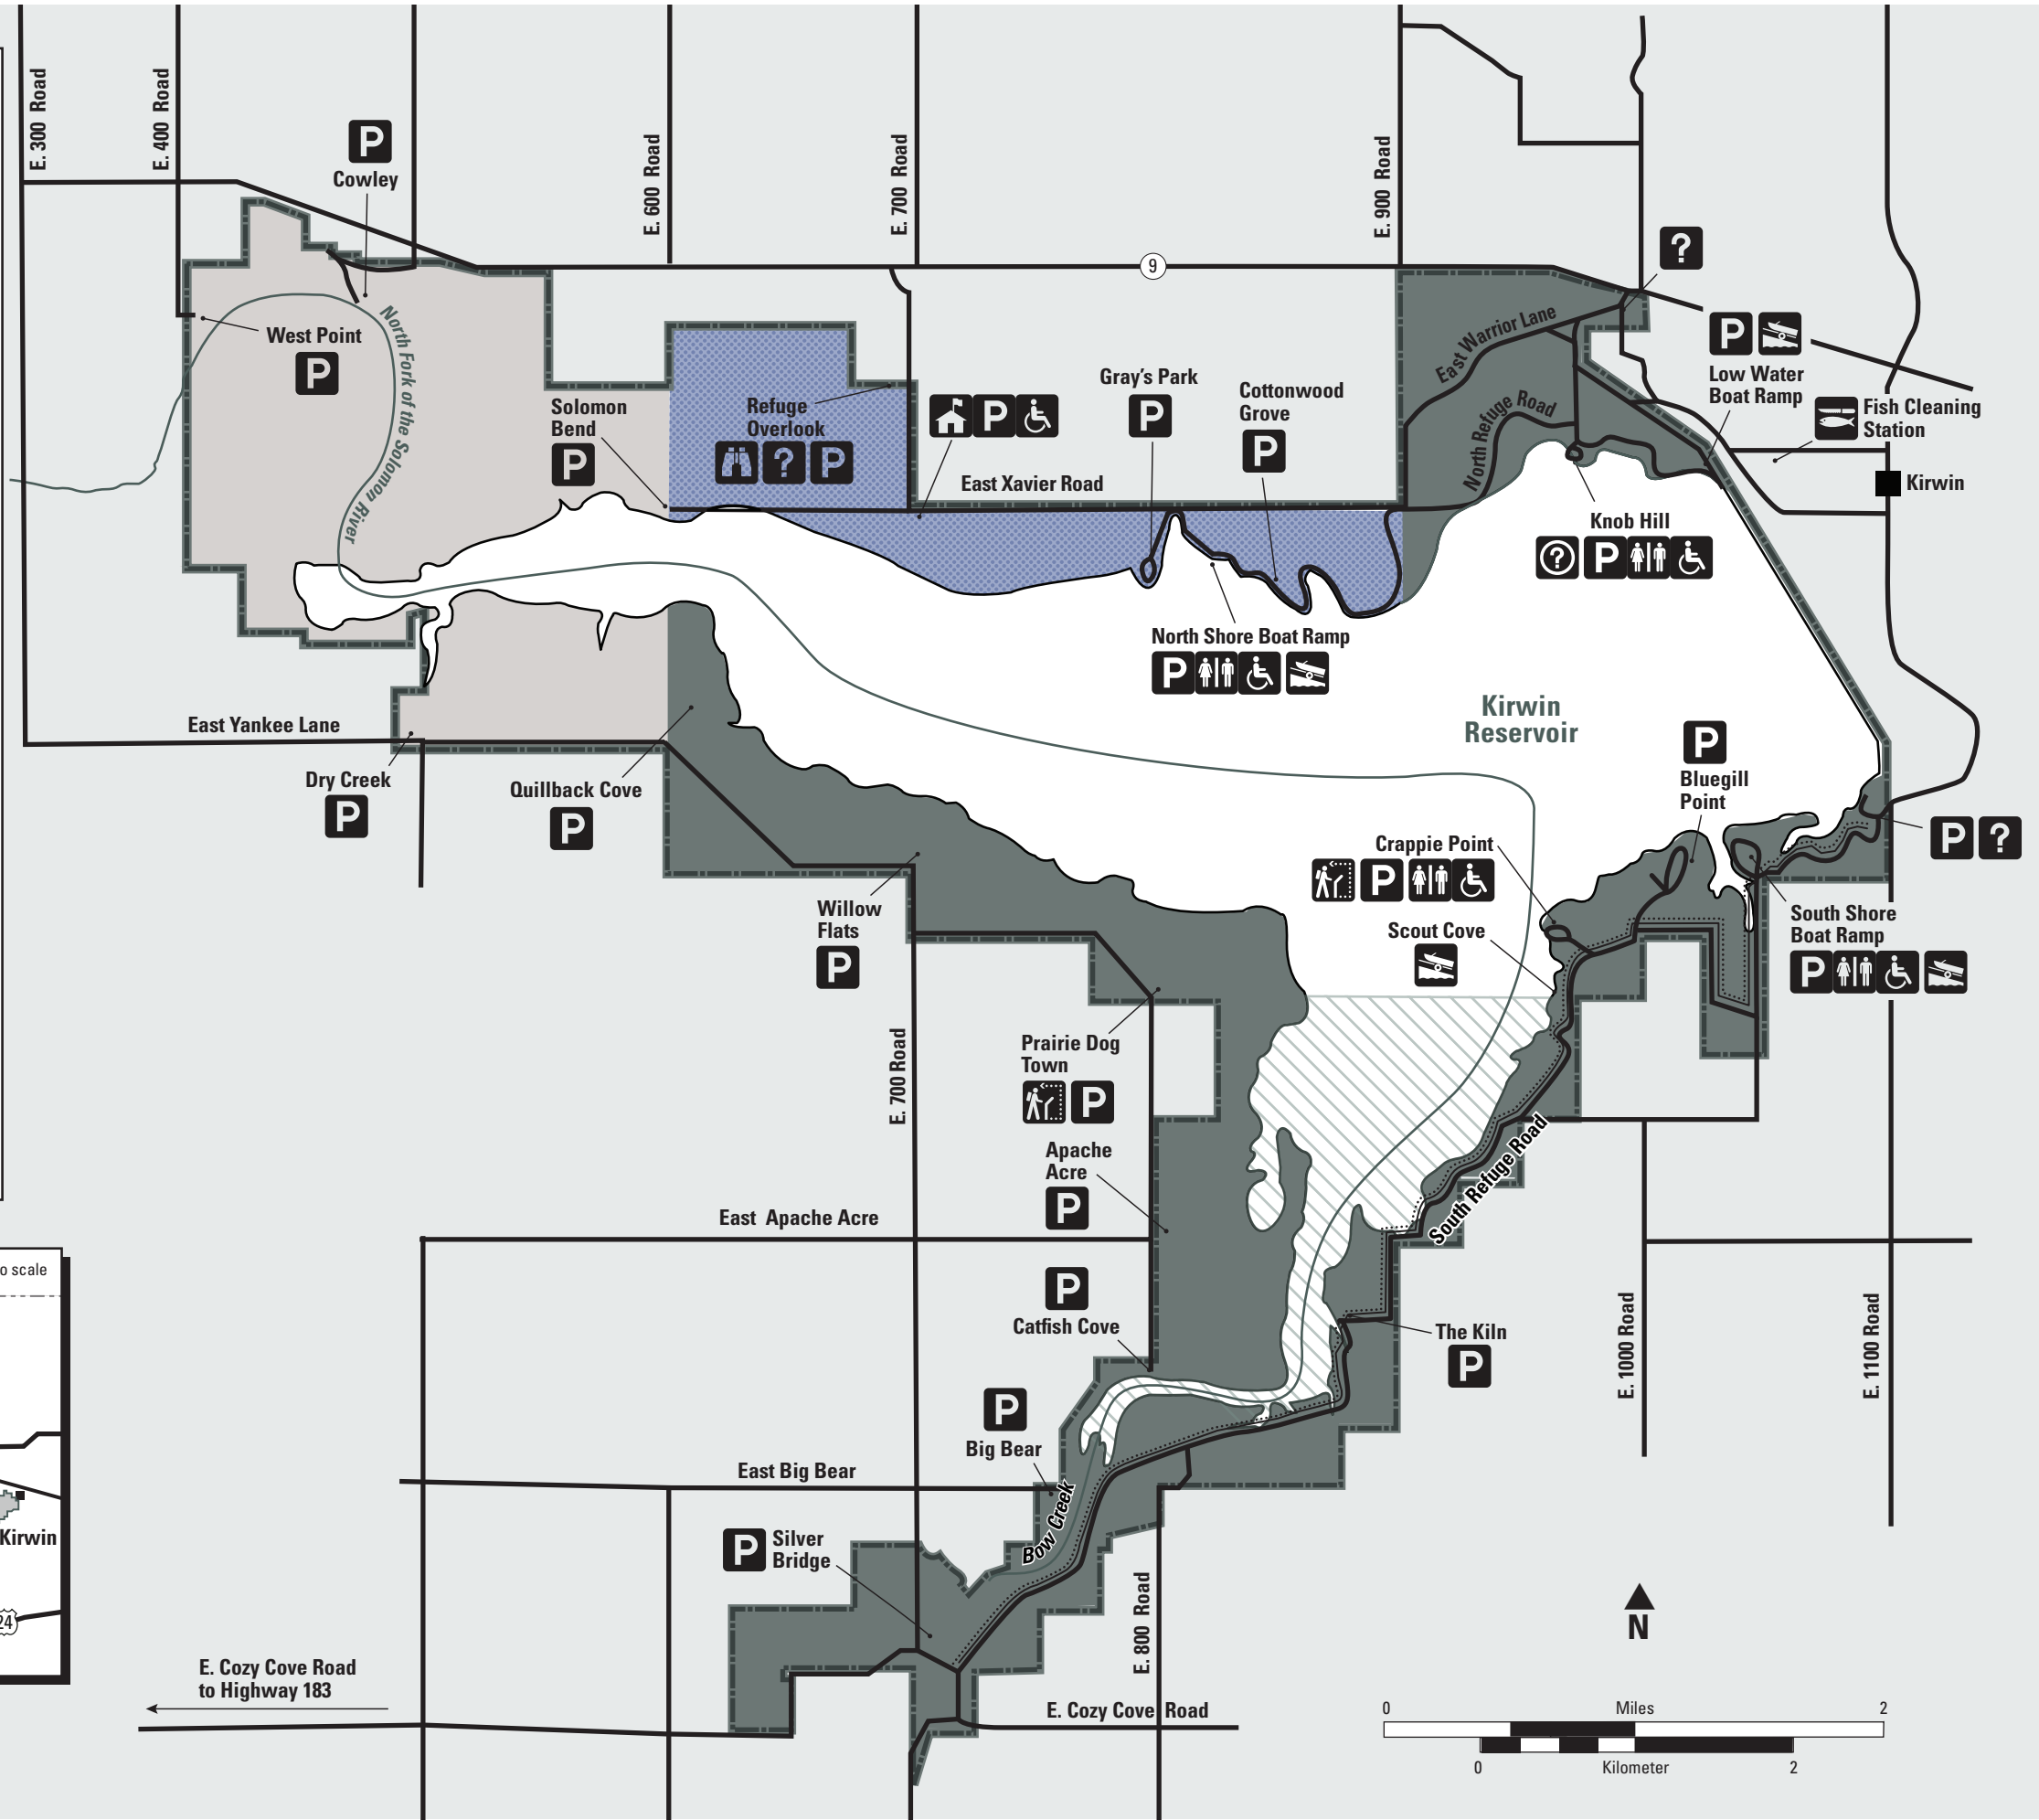 E. 300 Road
E. 400 Road
E. 600 Road
E. 700 Road
E. 900 Road
P
Cowley
9
?
West Point
P
North Fork of the Solomon River
Solomon
Bend
P
Refuge
Overlook
? P
P
Gray's Park
P
Cottonwood
Grove
P
East Xavier Road
East Warrior Lane
North Refuge Road
P
Low Water
Boat Ramp
Fish Cleaning
Station
Kirwin
Knob Hill
? P
North Shore Boat Ramp
P
Kirwin
Reservoir
East Yankee Lane
Dry Creek
P
Quillback Cove
P
P
Bluegill
Point
P ?
Crappie Point
P
Scout Cove
South Shore
Boat Ramp
P
Willow
Flats
P
E. 700 Road
Prairie Dog
Town
P
Apache
Acre
P
East Apache Acre
South Refuge Road
P
Catfish Cove
The Kiln
P
E. 1000 Road
E. 1100 Road
P
Big Bear
East Big Bear
Bow Creek
P
Silver
Bridge
E. 800 Road
E. Cozy Cove Road
to Highway 183
E. Cozy Cove Road
N
0 Miles 2
0 Kilometer 2
o scale
Kirwin
24